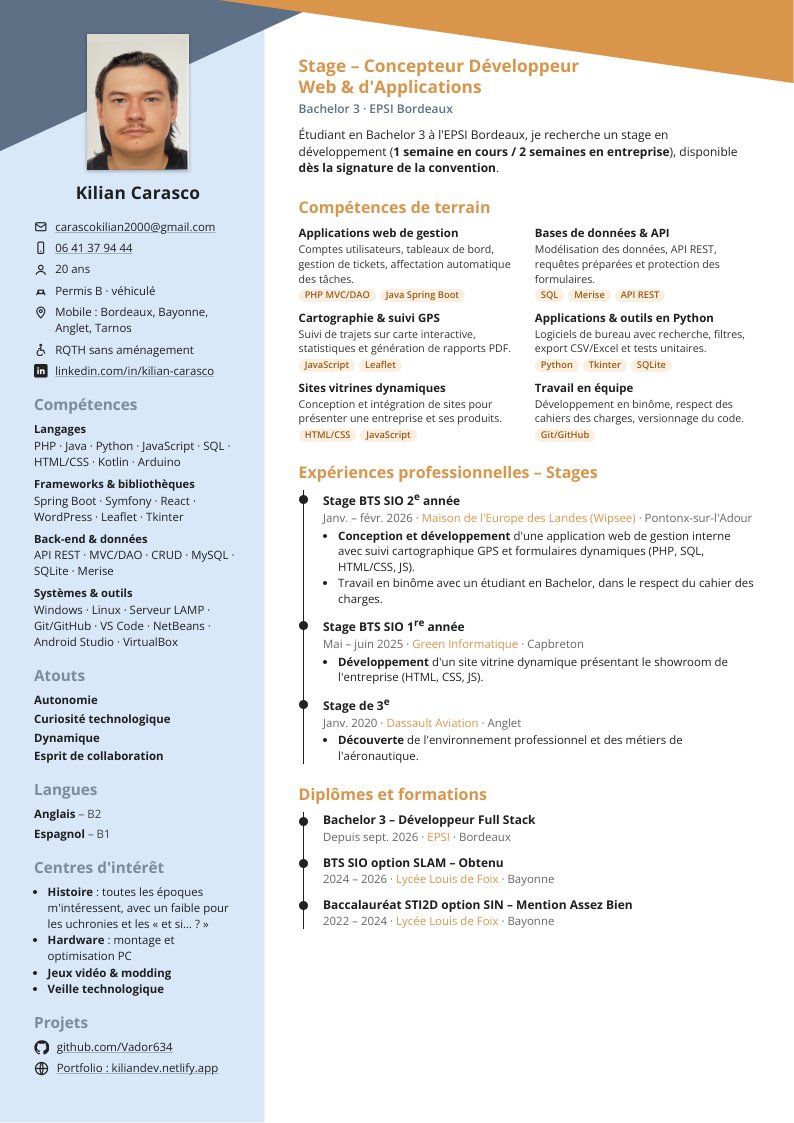 Kilian Carasco
carascokilian2000@gmail.com
06 41 37 94 44
20 ans
Permis B · véhiculé
Mobile : Bordeaux, Bayonne,
Anglet, Tarnos
RQTH sans aménagement
linkedin.com/in/kilian-carasco
Compétences
Langages
PHP · Java · Python · JavaScript · SQL ·
HTML/CSS · Kotlin · Arduino
Frameworks & bibliothèques
Spring Boot · Symfony · React ·
WordPress · Leaflet · Tkinter
Back-end & données
API REST · MVC/DAO · CRUD · MySQL ·
SQLite · Merise
Systèmes & outils
Windows · Linux · Serveur LAMP ·
Git/GitHub · VS Code · NetBeans ·
Android Studio · VirtualBox
Atouts
Autonomie
Curiosité technologique
Dynamique
Esprit de collaboration
Langues
Anglais – B2
Espagnol – B1
Centres d'intérêt
• Histoire : toutes les époques
m'intéressent, avec un faible pour
les uchronies et les « et si... ? »
• Hardware : montage et
optimisation PC
• Jeux vidéo & modding
• Veille technologique
Projets
github.com/Vador634
Portfolio : kiliandev.netlify.app
Stage – Concepteur Développeur
Web & d'Applications
Bachelor 3 · EPSI Bordeaux
Étudiant en Bachelor 3 à l'EPSI Bordeaux, je recherche un stage en
développement (1 semaine en cours / 2 semaines en entreprise), disponible
dès la signature de la convention.
Compétences de terrain
Applications web de gestion
Comptes utilisateurs, tableaux de bord,
gestion de tickets, affectation automatique
des tâches.
PHP MVC/DAO Java Spring Boot
Bases de données & API
Modélisation des données, API REST,
requêtes préparées et protection des
formulaires.
SQL Merise API REST
Cartographie & suivi GPS
Suivi de trajets sur carte interactive,
statistiques et génération de rapports PDF.
JavaScript Leaflet
Applications & outils en Python
Logiciels de bureau avec recherche, filtres,
export CSV/Excel et tests unitaires.
Python Tkinter SQLite
Sites vitrines dynamiques
Conception et intégration de sites pour
présenter une entreprise et ses produits.
HTML/CSS JavaScript
Travail en équipe
Développement en binôme, respect des
cahiers des charges, versionnage du code.
Git/GitHub
Expériences professionnelles – Stages
Stage BTS SIO 2e année
Janv. – févr. 2026 · Maison de l'Europe des Landes (Wipsee) · Pontonx-sur-l'Adour
• Conception et développement d'une application web de gestion interne
avec suivi cartographique GPS et formulaires dynamiques (PHP, SQL,
HTML/CSS, JS).
• Travail en binôme avec un étudiant en Bachelor, dans le respect du cahier des
charges.
Stage BTS SIO 1re année
Mai – juin 2025 · Green Informatique · Capbreton
• Développement d'un site vitrine dynamique présentant le showroom de
l'entreprise (HTML, CSS, JS).
Stage de 3e
Janv. 2020 · Dassault Aviation · Anglet
• Découverte de l'environnement professionnel et des métiers de
l'aéronautique.
Diplômes et formations
Bachelor 3 – Développeur Full Stack
Depuis sept. 2026 · EPSI · Bordeaux
BTS SIO option SLAM – Obtenu
2024 – 2026 · Lycée Louis de Foix · Bayonne
Baccalauréat STI2D option SIN – Mention Assez Bien
2022 – 2024 · Lycée Louis de Foix · Bayonne